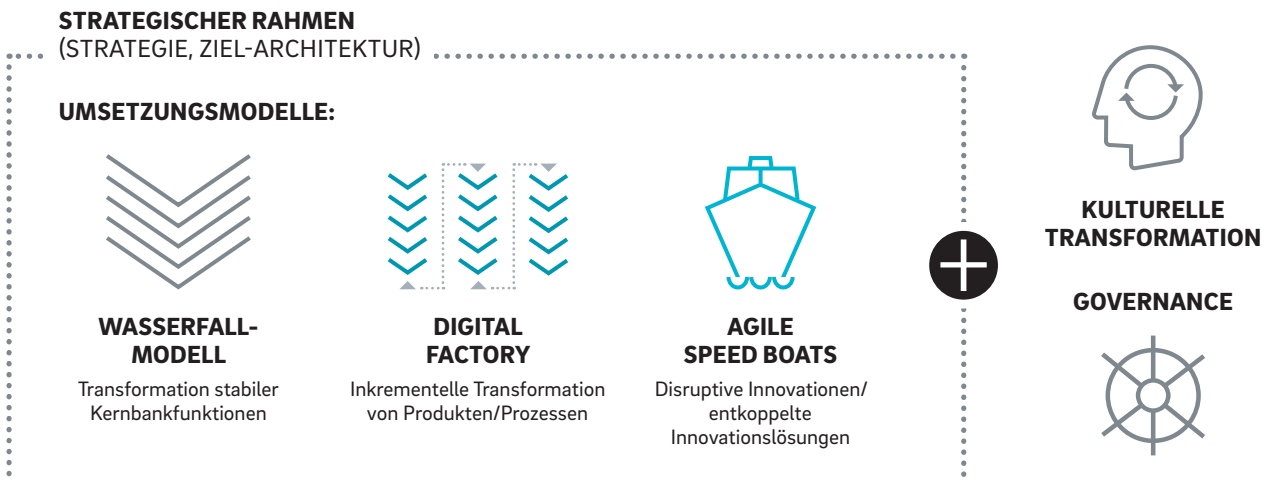 STRATEGISCHER RAHMEN
(STRATEGIE, ZIEL-ARCHITEKTUR)
UMSETZUNGSMODELLE:
WASSERFALL-
MODELL
Transformation stabiler
Kernbankfunktionen
DIGITAL
FACTORY
Inkrementelle Transformation
von Produkten/Prozessen
AGILE
SPEED BOATS
Disruptive Innovationen/
entkoppelte
Innovationslösungen
KULTURELLE
TRANSFORMATION
GOVERNANCE